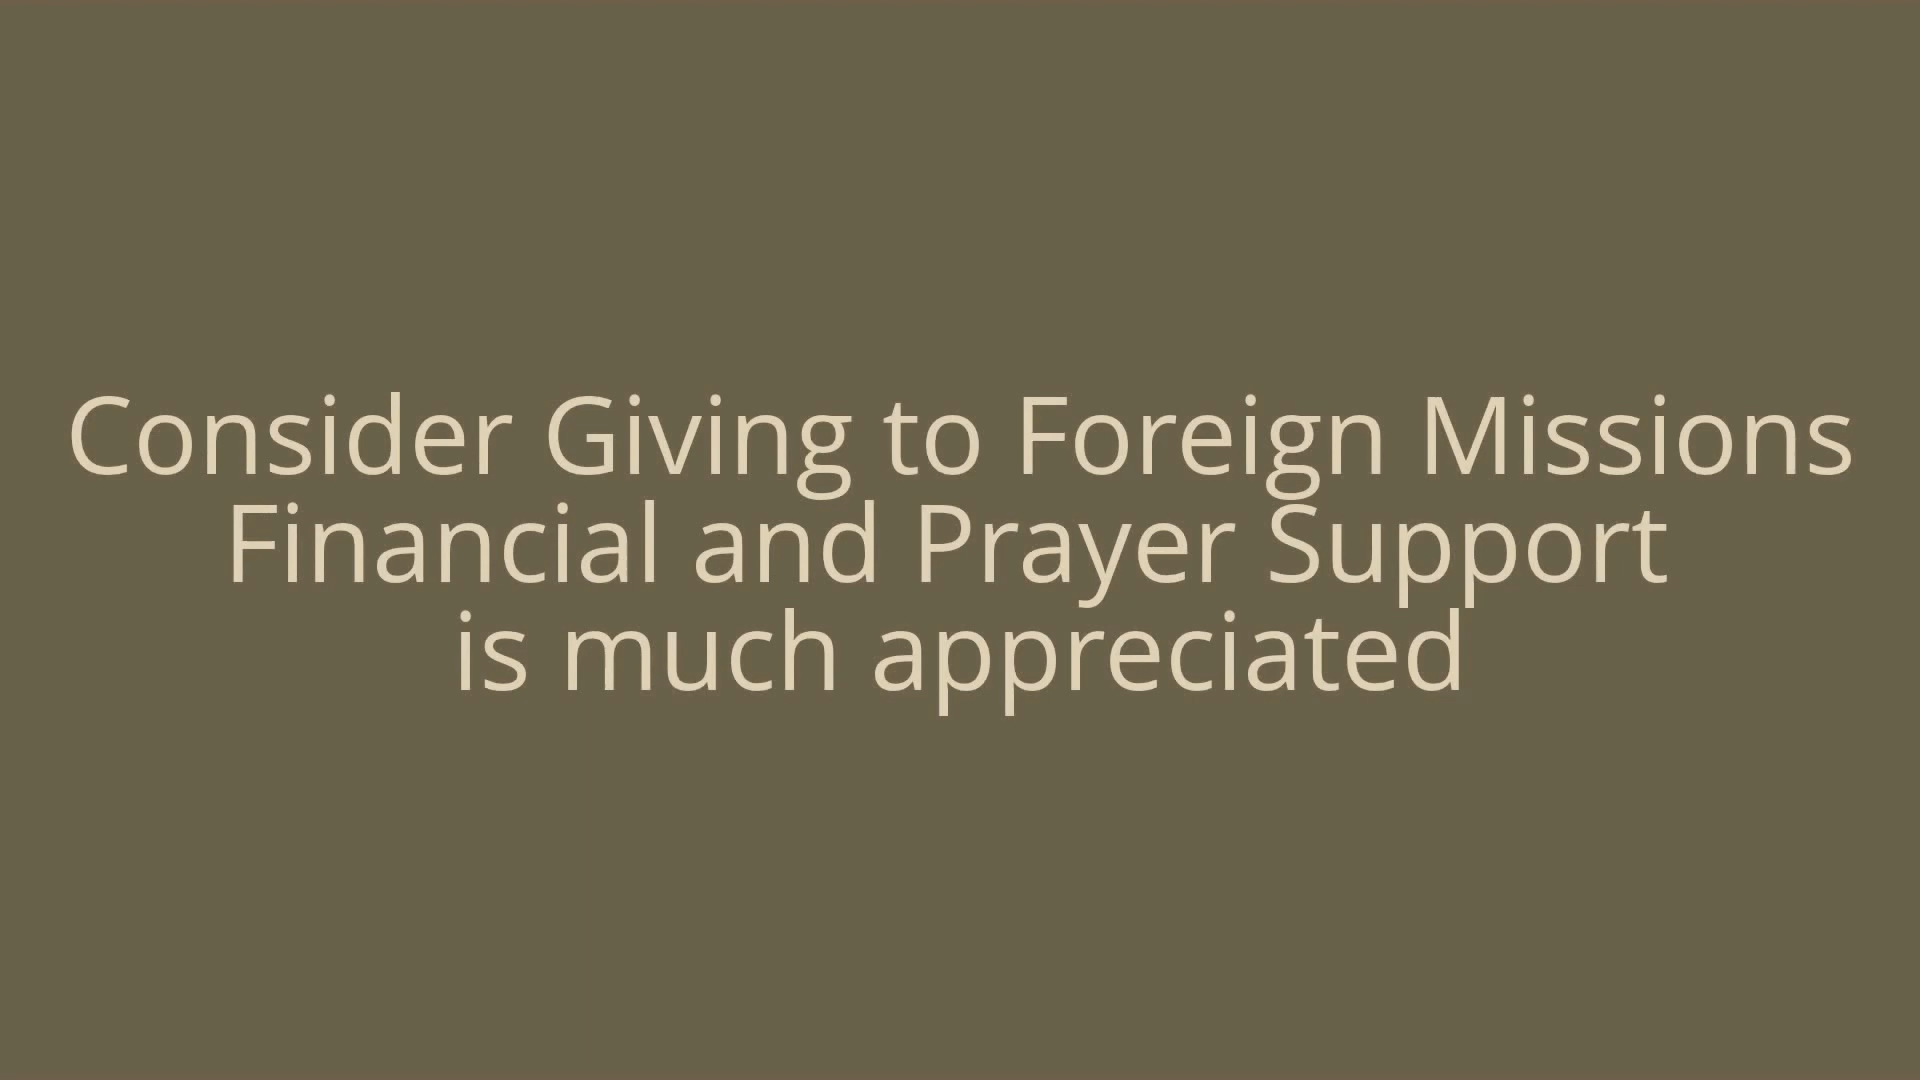 Consider Giving to Foreign Missions
Financial and Prayer Support
is much appreciated